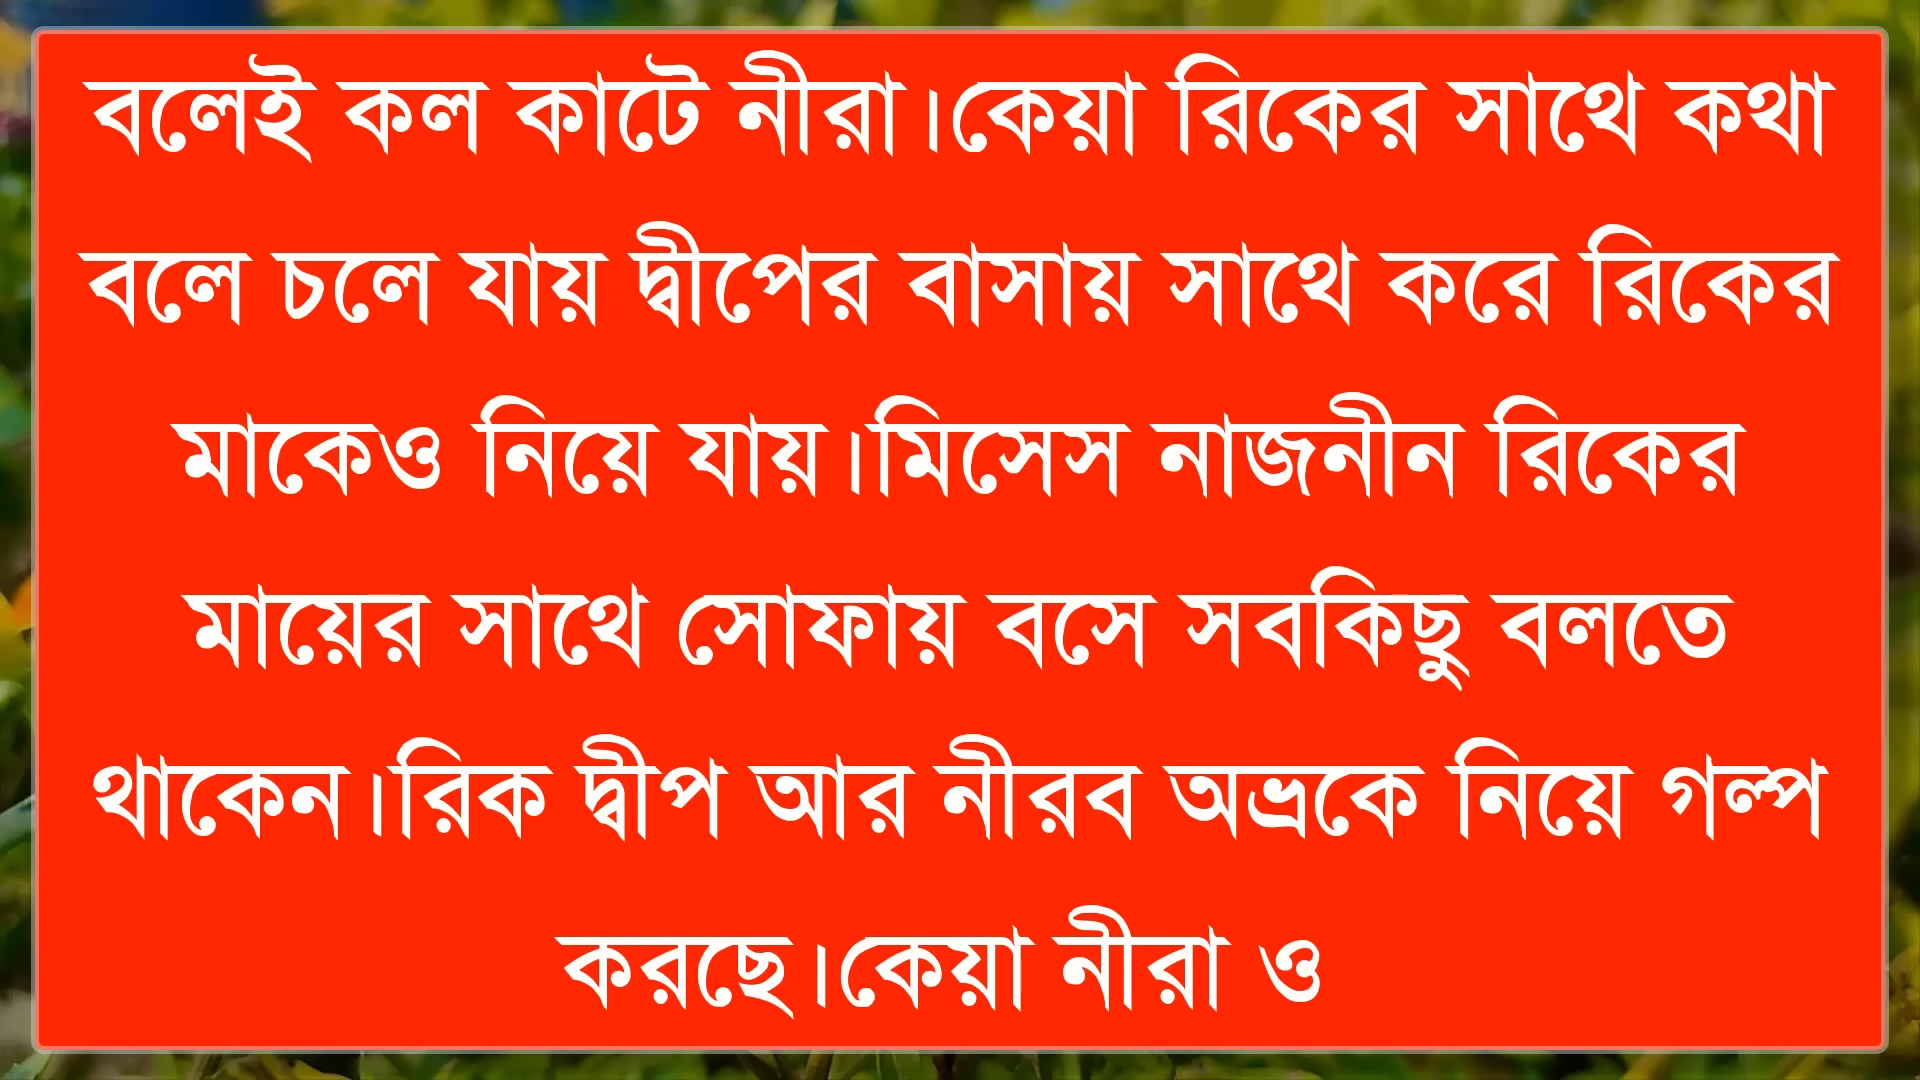 বলেই কল কাটে নীরা।কেয়া রিকের সাথে কথা
বলে চলে যায় দ্বীপের বাসায় সাথে করে রিকের
মাকেও নিয়ে যায়।মিসেস নাজনীন রিকের
মায়ের সাথে সোফায় বসে সবকিছু বলতে
থাকেন।রিক দ্বীপ আর নীরব অভ্রকে নিয়ে গল্প
করছে।কেয়া নীরা ও